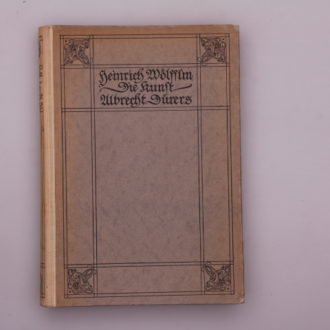 Heinrich Wölfflin
Die Kunst
Albrecht Dürers